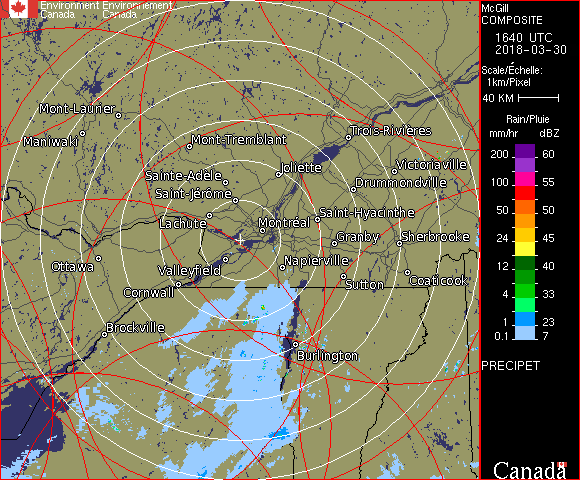 Environment Environnement
Canada Canada
McGill
COMPOSITE
1640 UTC
2018-03-30
Scale/Échelle:
1km/Pixel
40 KM
Rain/Pluie
mm/hr dBZ
200 60
150 55
100 55
50 50
24 45
12 40
4 33
1 23
0.1 7
PRECIPET
Canada
Mont-Laurier
Maniwaki
Mont-Tremblant
Trois-Rivières
Sainte-Adèle
Joliette
Victoriaville
Saint-Jérôme
Drummondville
Lachute
Montréal
Saint-Hyacinthe
Granby
Sherbrooke
Ottawa
Valleyfield
Napierville
Cornwall
Sutton
Coaticook
Brockville
Burlington